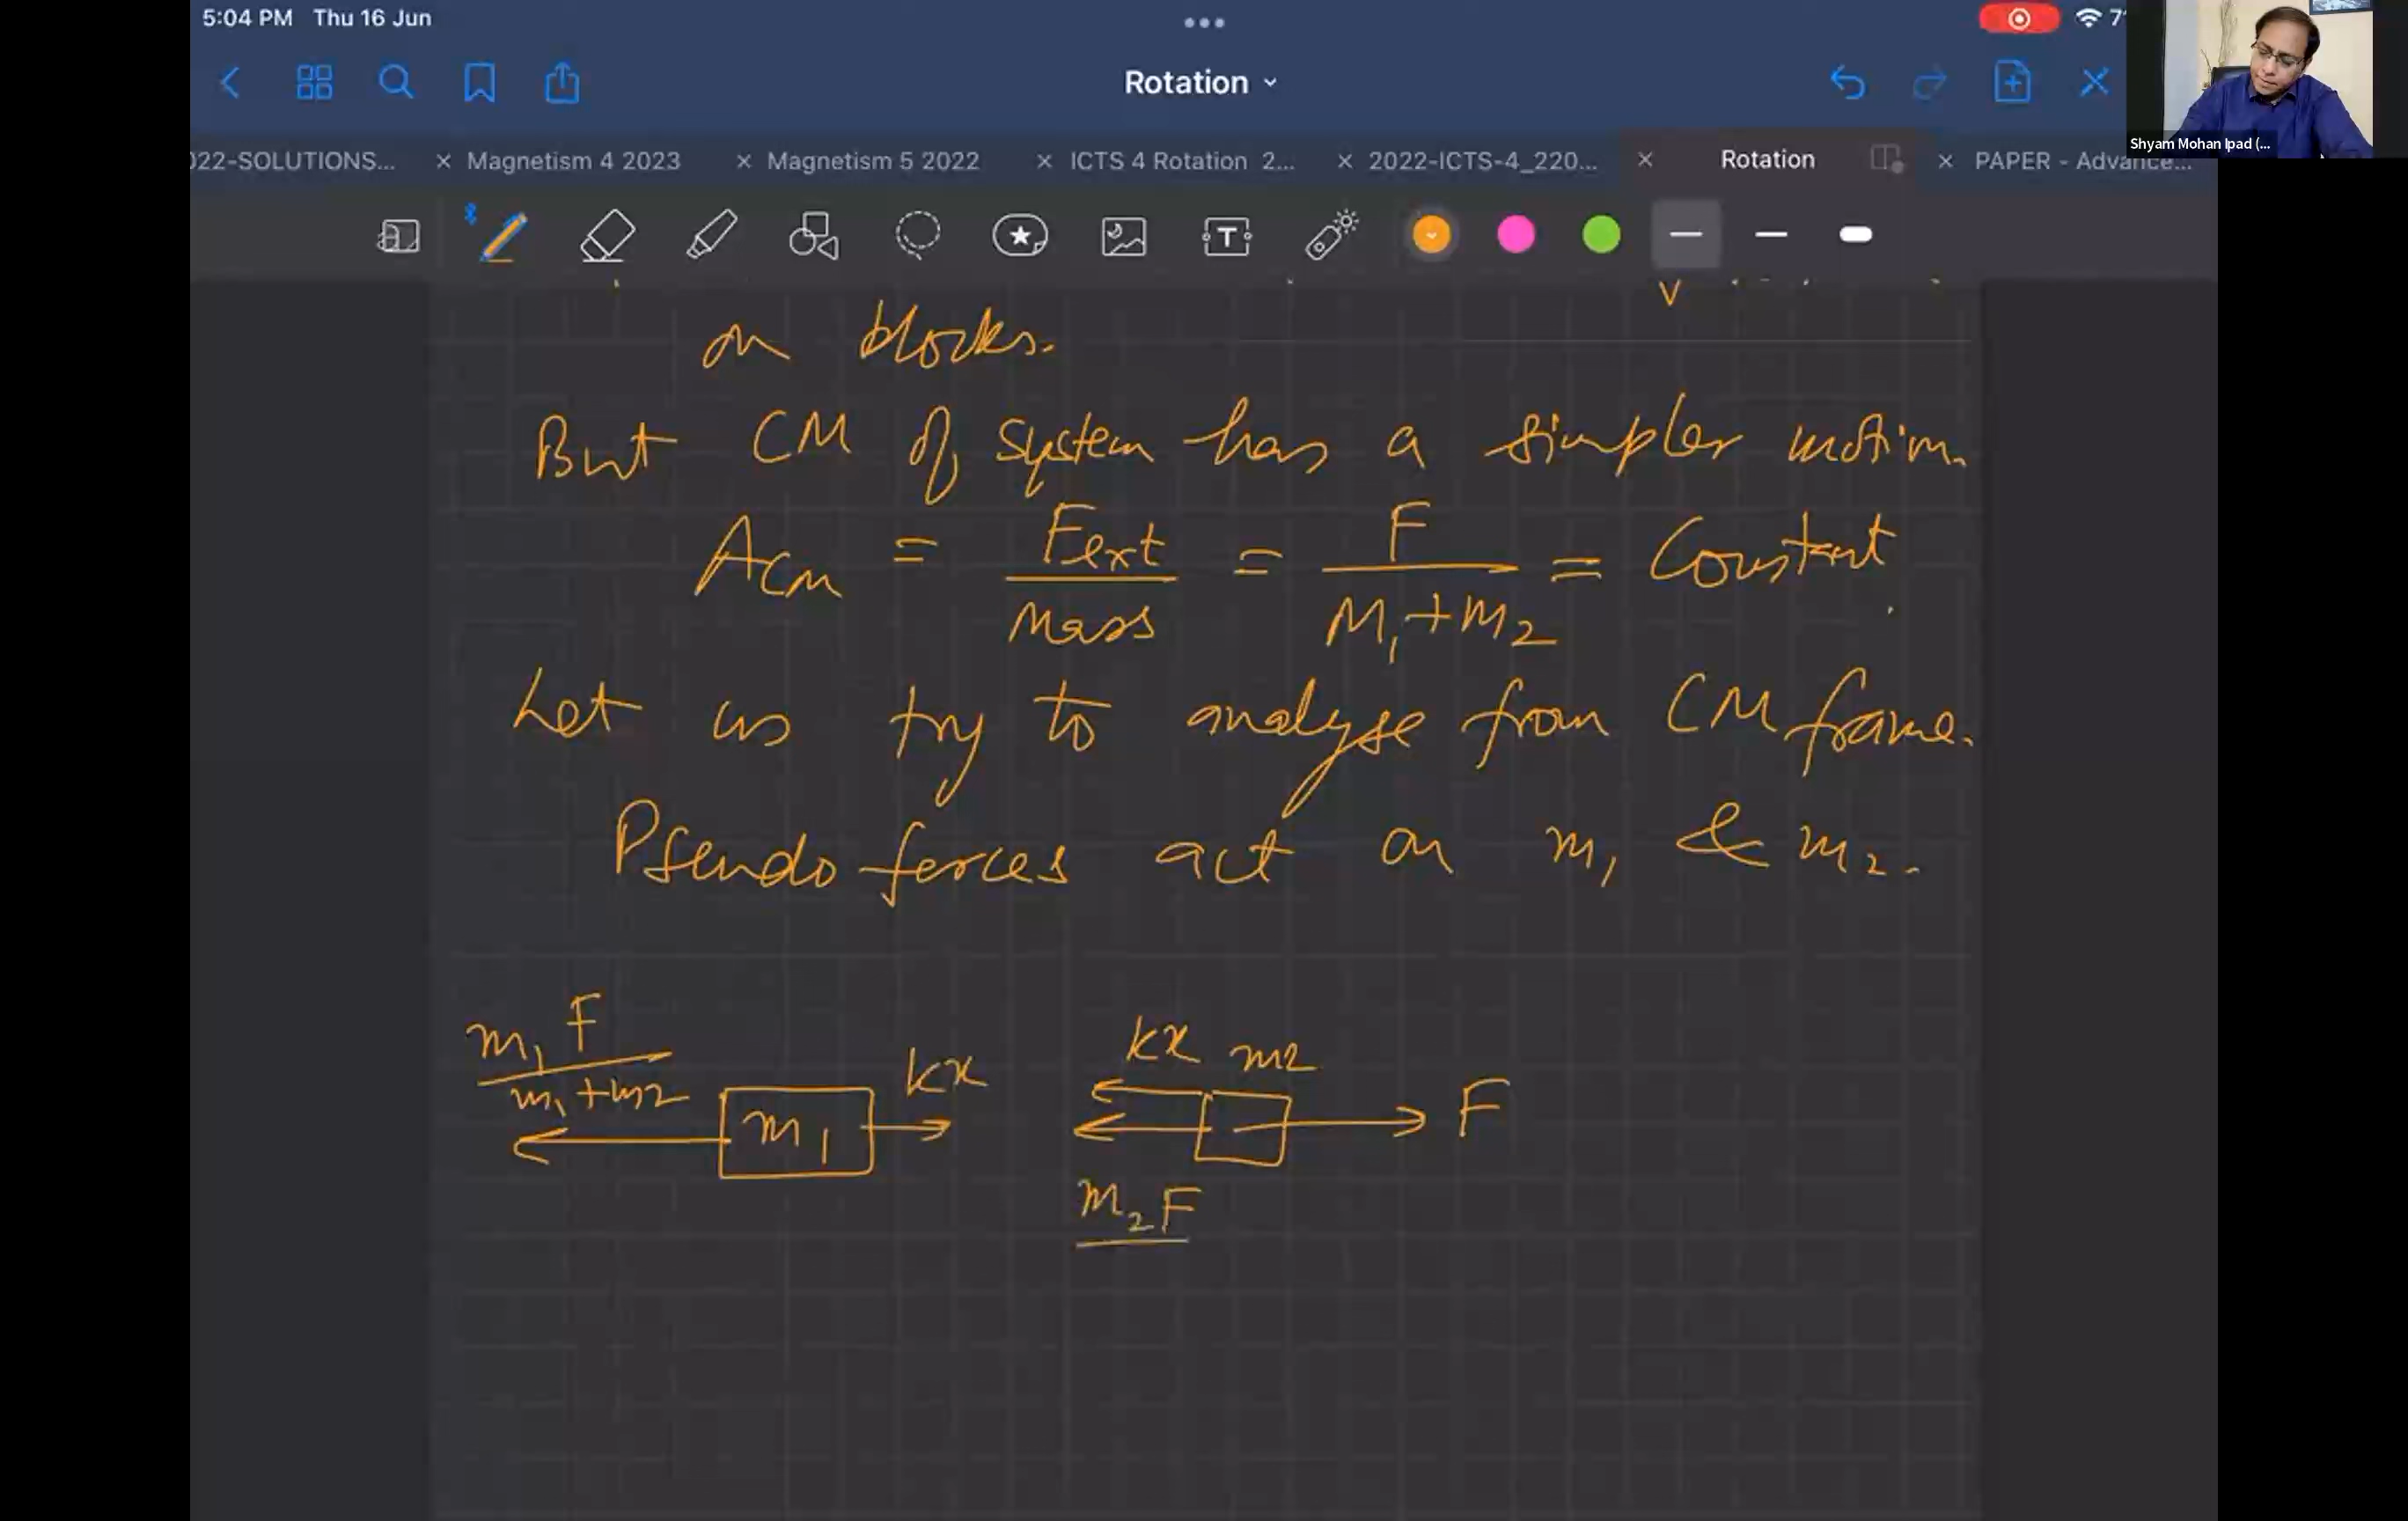 5:04 PM Thu 16 Jun
Rotation
Shyam Mohan Ipad (...
022-SOLUTIONS... Magnetism 4 2023 Magnetism 5 2022 ICTS 4 Rotation 2... 2022-ICTS-4_220... Rotation PAPER - Advance...
on blocks.
But CM of system has a simpler motion.
Acm = Fext / Mass = F / M1+M2 = Constant.
Let us try to analyse from CM frame.
Pseudo forces act on m1 & m2.
m1 F / m1+m2
m1
kx
kx
m2
F
m2F